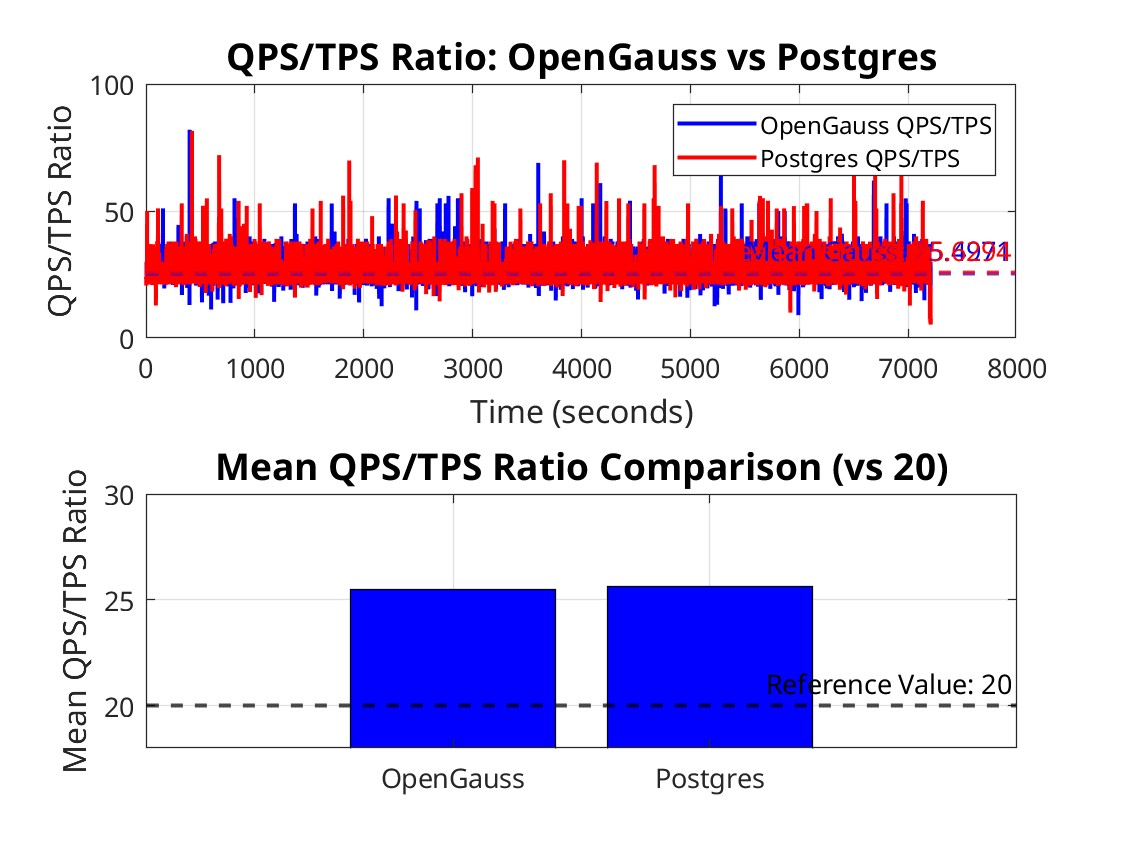 QPS/TPS Ratio: OpenGauss vs Postgres
100
50
0
QPS/TPS Ratio
OpenGauss QPS/TPS
Postgres QPS/TPS
0 1000 2000 3000 4000 5000 6000 7000 8000
Time (seconds)
Mean QPS/TPS Ratio Comparison (vs 20)
30
25
20
Mean QPS/TPS Ratio
Reference Value: 20
OpenGauss Postgres